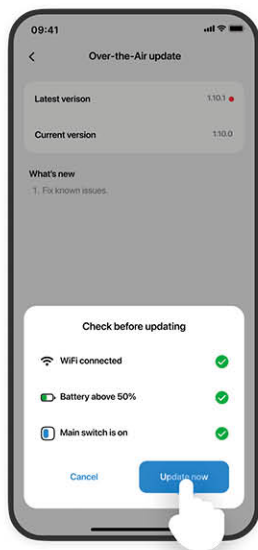 09:41
Over-the-Air update
Latest verison 1.10.1
Current version 1.10.0
What's new
1. Fix known issues.
Check before updating
WiFi connected
Battery above 50%
Main switch is on
Cancel Update now